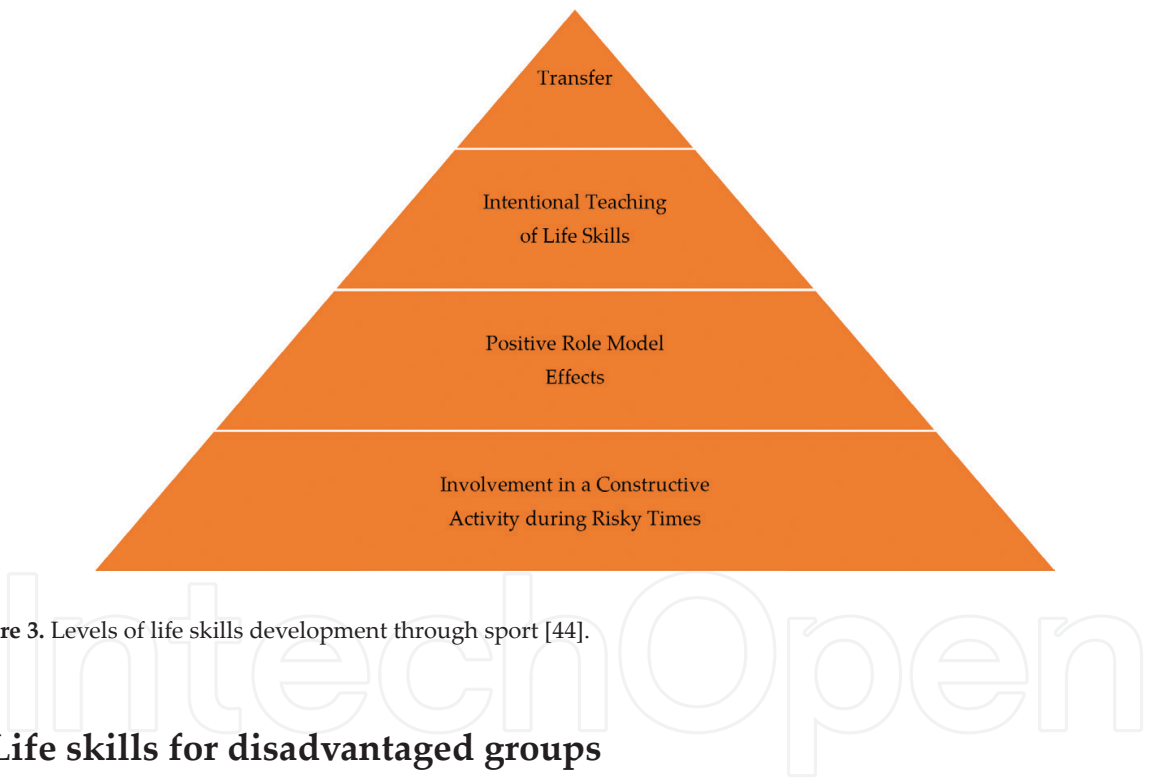 Transfer
Intentional Teaching
of Life Skills
Positive Role Model
Effects
Involvement in a Constructive
Activity during Risky Times
re 3. Levels of life skills development through sport [44].
IntechOpen
Life skills for disadvantaged groups